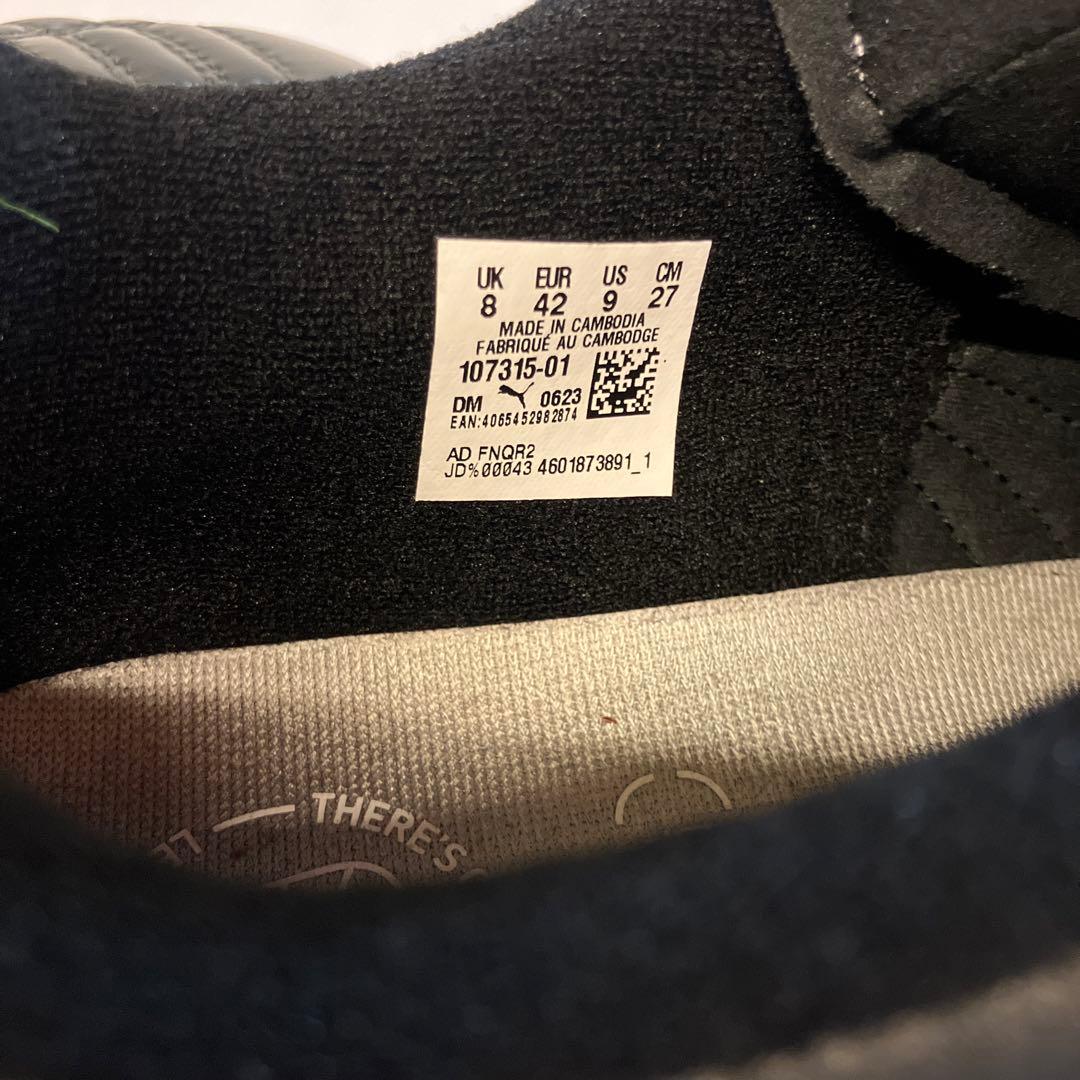 UK EUR US CM
8 42 9 27
MADE IN CAMBODIA
FABRIQUÉ AU CAMBODGE
107315-01
DM 0623
EAN:4065452982874
AD FNQR2
JD%00043 4601873891_1
THERE'S